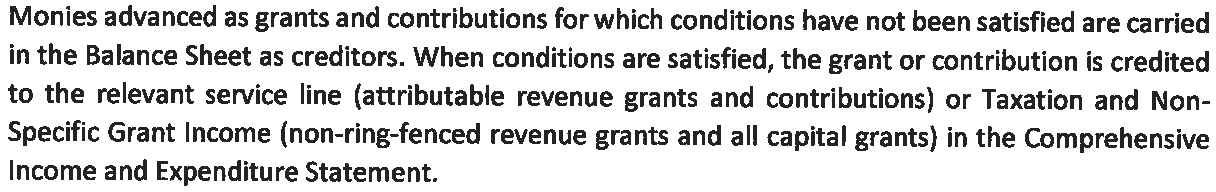 Monies advanced as grants and contributions for which conditions have not been satisfied are carried
in the Balance Sheet as creditors. When conditions are satisfied, the grant or contribution is credited
to the relevant service line (attributable revenue grants and contributions) or Taxation and Non-
Specific Grant Income (non-ring-fenced revenue grants and all capital grants) in the Comprehensive
Income and Expenditure Statement.